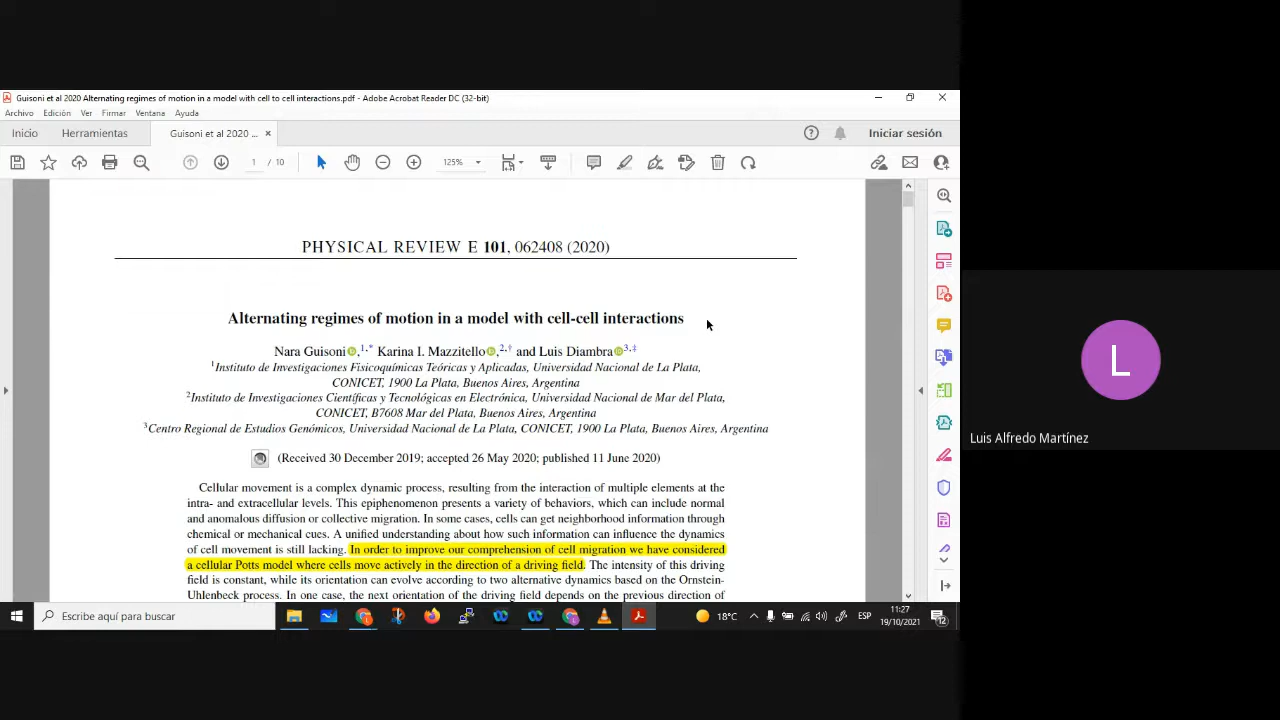 Guisoni et al 2020 Alternating regimes of motion in a model with cell to cell interactions.pdf - Adobe Acrobat Reader DC (32-bit)
Archivo Edición Ver Firmar Ventana Ayuda
Inicio Herramientas Guisoni et al 2020 ... × Iniciar sesión
1 / 10 125%
PHYSICAL REVIEW E 101, 062408 (2020)
Alternating regimes of motion in a model with cell-cell interactions
Nara Guisoni,1,* Karina I. Mazzitello,2,† and Luis Diambra3,‡
1Instituto de Investigaciones Fisicoquímicas Teóricas y Aplicadas, Universidad Nacional de La Plata,
CONICET, 1900 La Plata, Buenos Aires, Argentina
2Instituto de Investigaciones Científicas y Tecnológicas en Electrónica, Universidad Nacional de Mar del Plata,
CONICET, B7608 Mar del Plata, Buenos Aires, Argentina
3Centro Regional de Estudios Genómicos, Universidad Nacional de La Plata, CONICET, 1900 La Plata, Buenos Aires, Argentina
(Received 30 December 2019; accepted 26 May 2020; published 11 June 2020)
Cellular movement is a complex dynamic process, resulting from the interaction of multiple elements at the
intra- and extracellular levels. This epiphenomenon presents a variety of behaviors, which can include normal
and anomalous diffusion or collective migration. In some cases, cells can get neighborhood information through
chemical or mechanical cues. A unified understanding about how such information can influence the dynamics
of cell movement is still lacking. In order to improve our comprehension of cell migration we have considered
a cellular Potts model where cells move actively in the direction of a driving field. The intensity of this driving
field is constant, while its orientation can evolve according to two alternative dynamics based on the Ornstein-
Uhlenbeck process. In one case, the next orientation of the driving field depends on the previous direction of
L
Luis Alfredo Martínez
Escribe aquí para buscar
18°C
ESP
11:27
19/10/2021
12